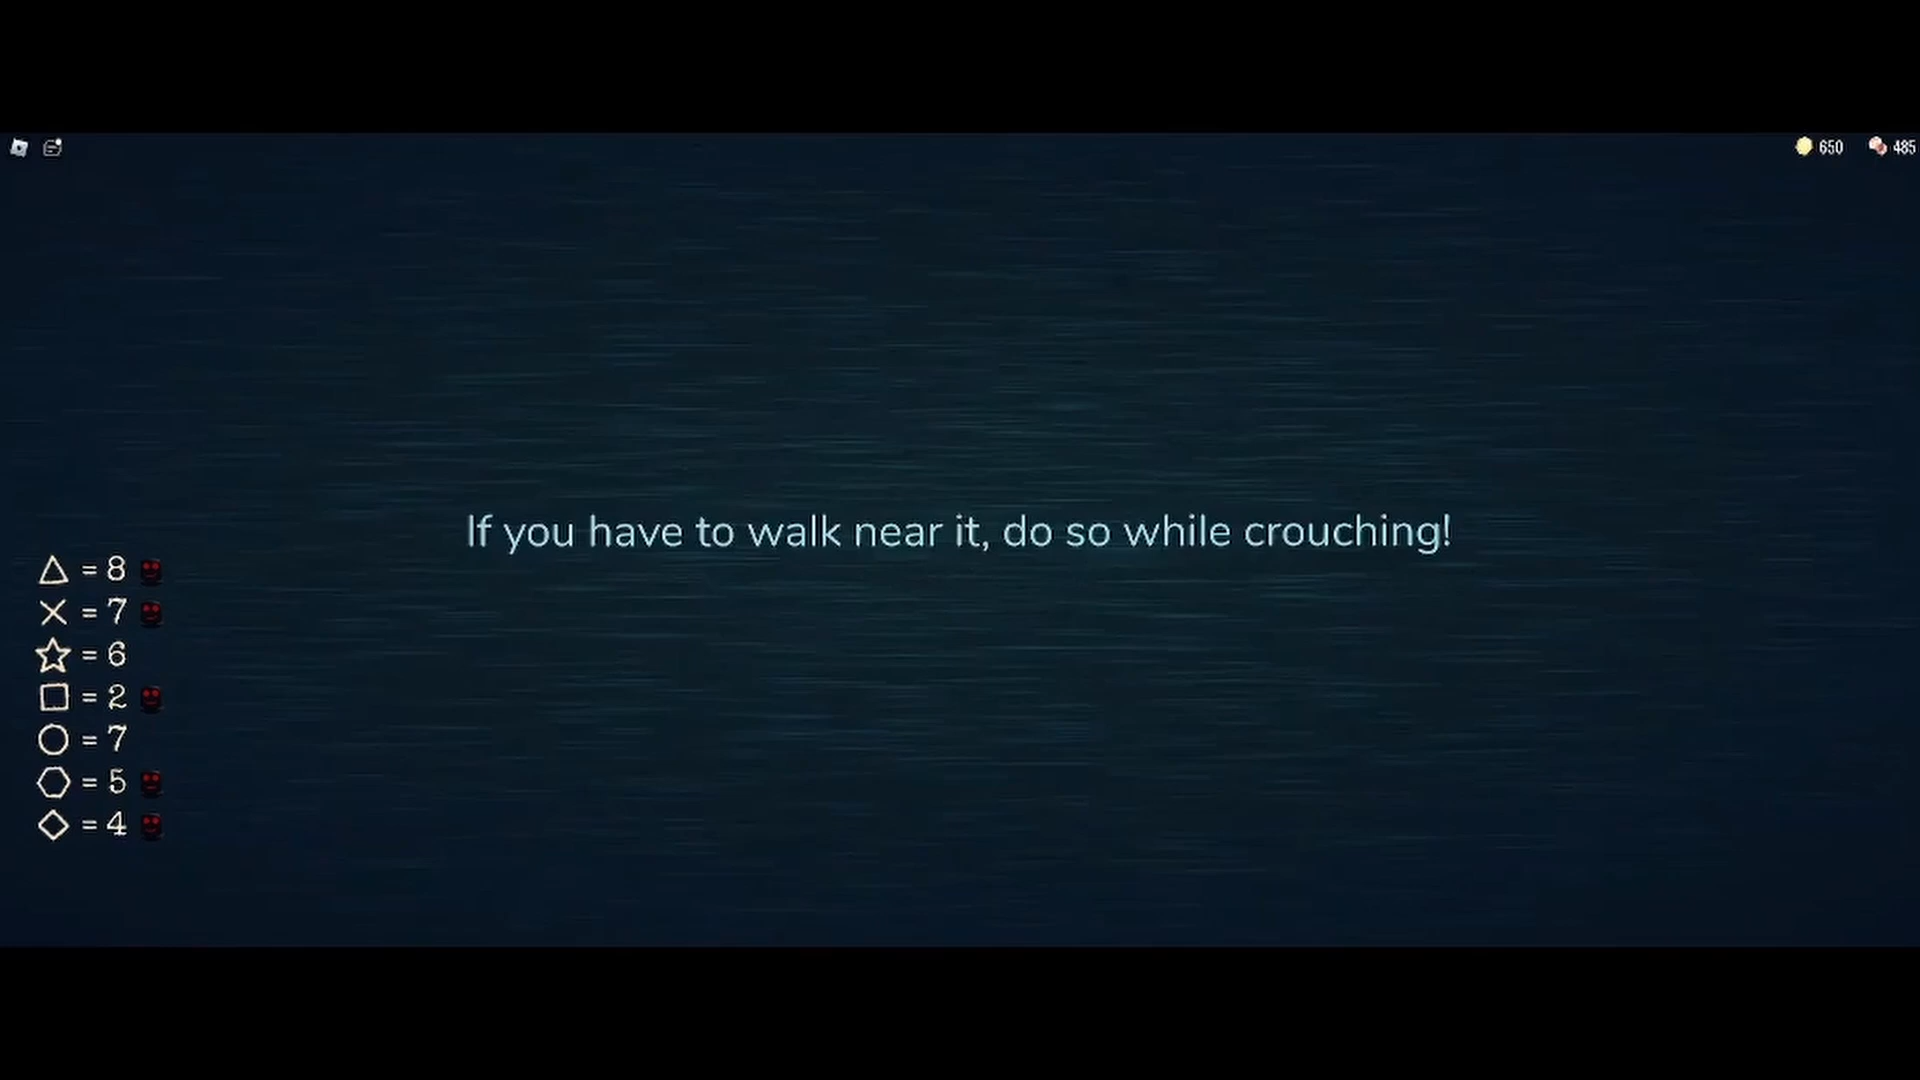 650 485
If you have to walk near it, do so while crouching!
△ = 8
✕ = 7
☆ = 6
□ = 2
○ = 7
⬡ = 5
◇ = 4